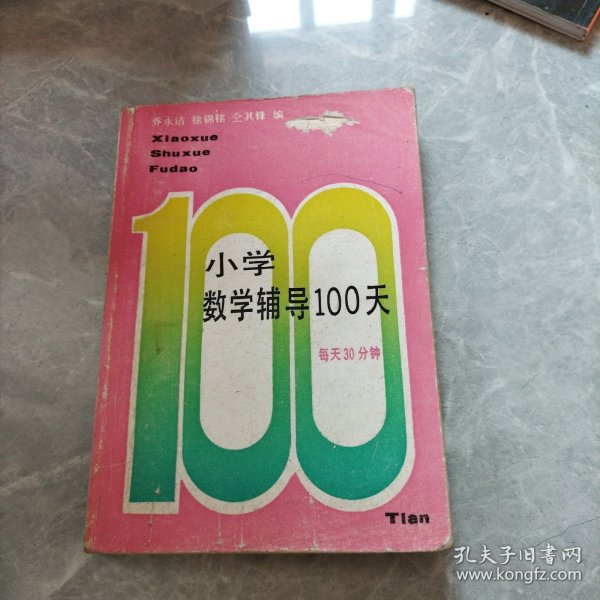 乔永洁 徐锦铭 仝其锋 编
Xiaoxue
Shuxue
Fudao
100
小学
数学辅导100天
每天30分钟
Tian
孔夫子旧书网
www.kongfz.com